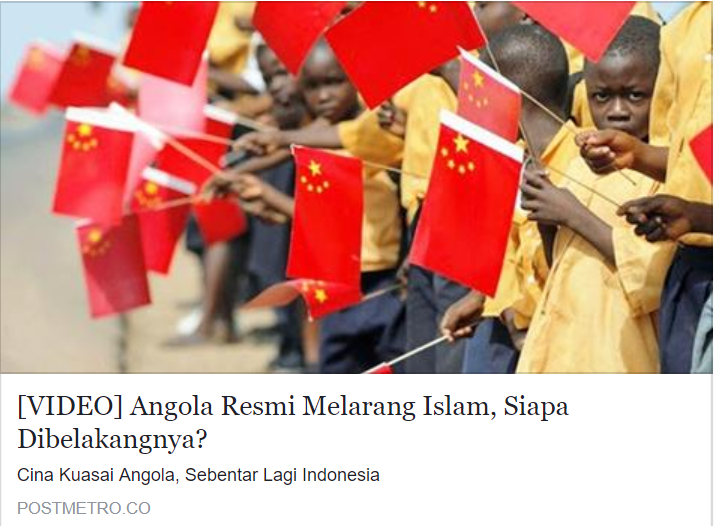 [VIDEO] Angola Resmi Melarang Islam, Siapa
Dibelakangnya?
Cina Kuasai Angola, Sebentar Lagi Indonesia
POSTMETRO.CO